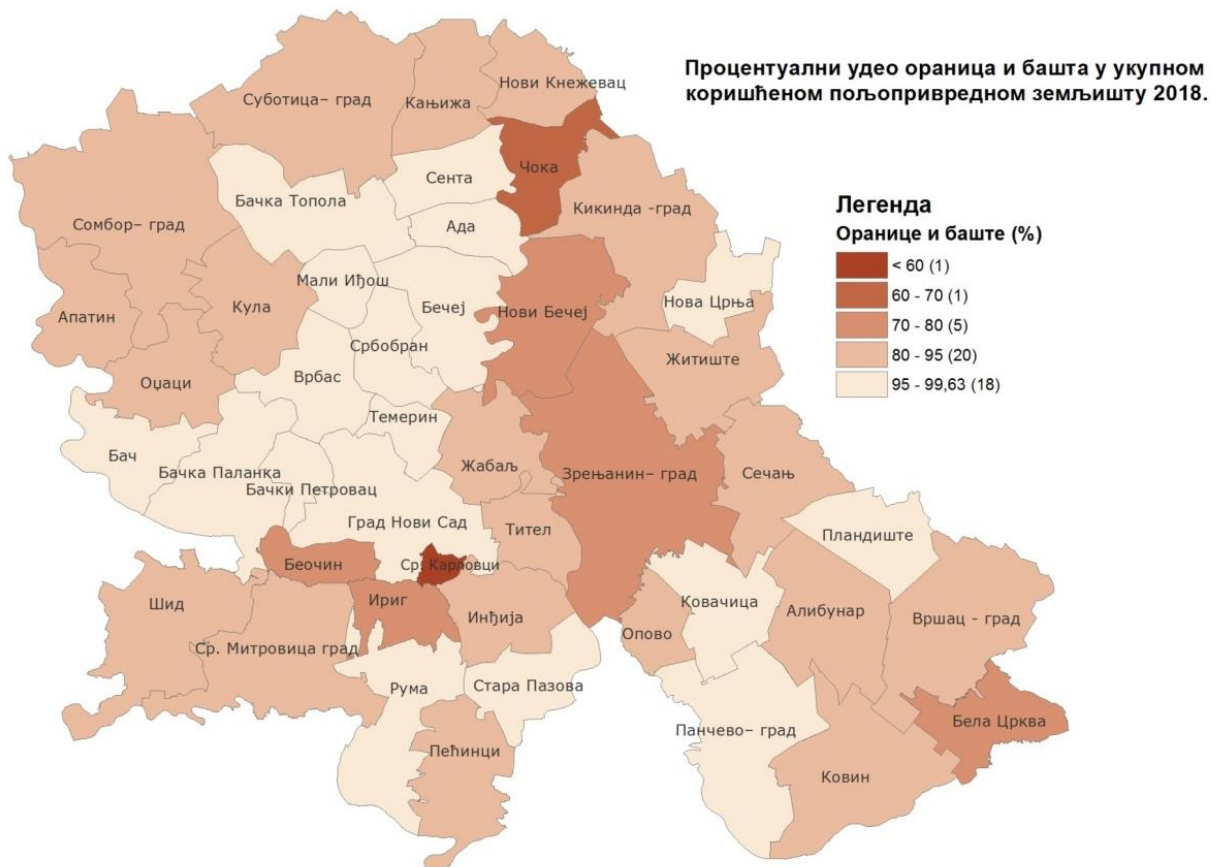 Процентуални удео ораница и башта у укупном
коришћеном пољопривредном земљишту 2018.
Легенда
Оранице и баште (%)
< 60 (1)
60 - 70 (1)
70 - 80 (5)
80 - 95 (20)
95 - 99,63 (18)
Нови Кнежевац
Суботица– град
Кањижа
Чока
Сента
Бачка Топола
Кикинда -град
Сомбор– град
Ада
Мали Иђош
Нова Црња
Кула
Бечеј
Нови Бечеј
Апатин
Србобран
Житиште
Врбас
Оџаци
Темерин
Бач
Бачка Паланка
Жабаљ
Зрењанин– град
Сечањ
Бачки Петровац
Град Нови Сад
Тител
Пландиште
Беочин
Ср. Карловци
Шид
Ириг
Инђија
Ковачица
Алибунар
Вршац - град
Опово
Ср. Митровица град
Рума
Стара Пазова
Бела Црква
Панчево– град
Пећинци
Ковин